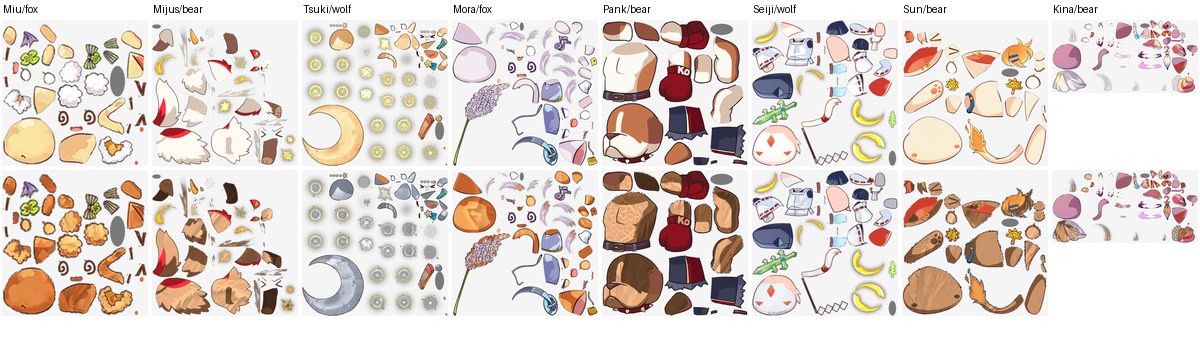 Miu/fox
Mijus/bear
Tsuki/wolf
Mora/fox
Pank/bear
Seiji/wolf
Sun/bear
Kina/bear
Ko
Ko